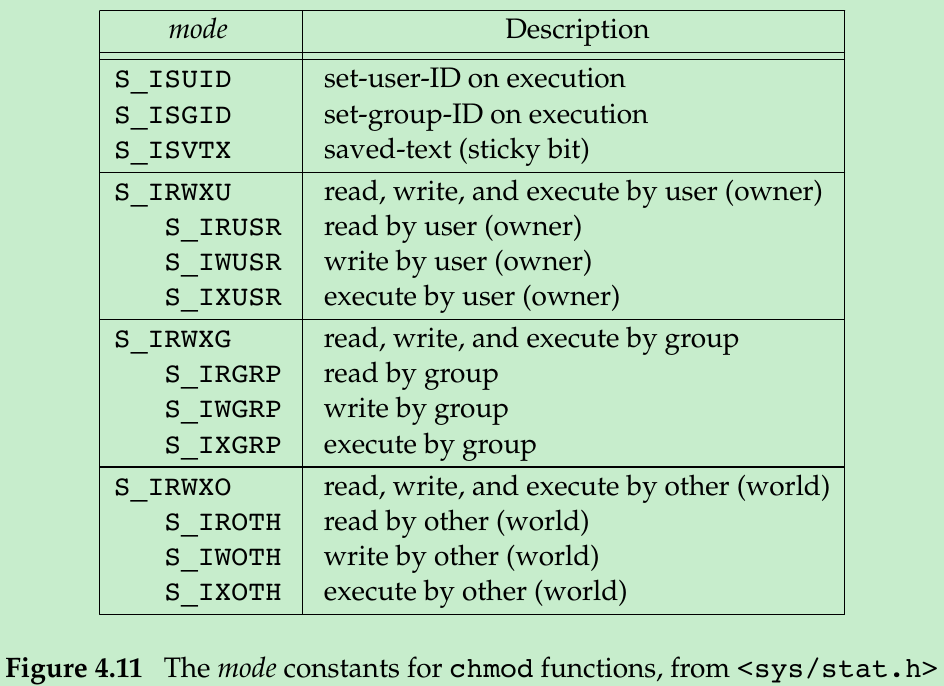 mode Description
S_ISUID set-user-ID on execution
S_ISGID set-group-ID on execution
S_ISVTX saved-text (sticky bit)
S_IRWXU read, write, and execute by user (owner)
S_IRUSR read by user (owner)
S_IWUSR write by user (owner)
S_IXUSR execute by user (owner)
S_IRWXG read, write, and execute by group
S_IRGRP read by group
S_IWGRP write by group
S_IXGRP execute by group
S_IRWXO read, write, and execute by other (world)
S_IROTH read by other (world)
S_IWOTH write by other (world)
S_IXOTH execute by other (world)
Figure 4.11 The mode constants for chmod functions, from <sys/stat.h>